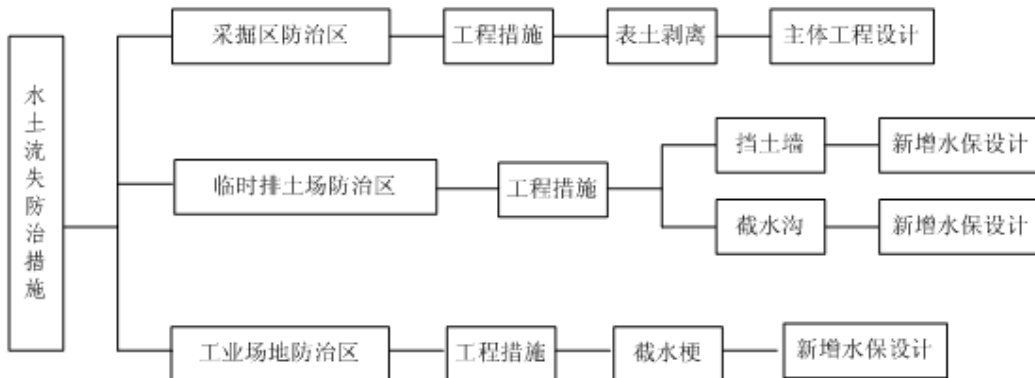 水土流失防治措施
采掘区防治区
工程措施
表土剥离
主体工程设计
临时排土场防治区
工程措施
挡土墙
新增水保设计
截水沟
新增水保设计
工业场地防治区
工程措施
截水梗
新增水保设计